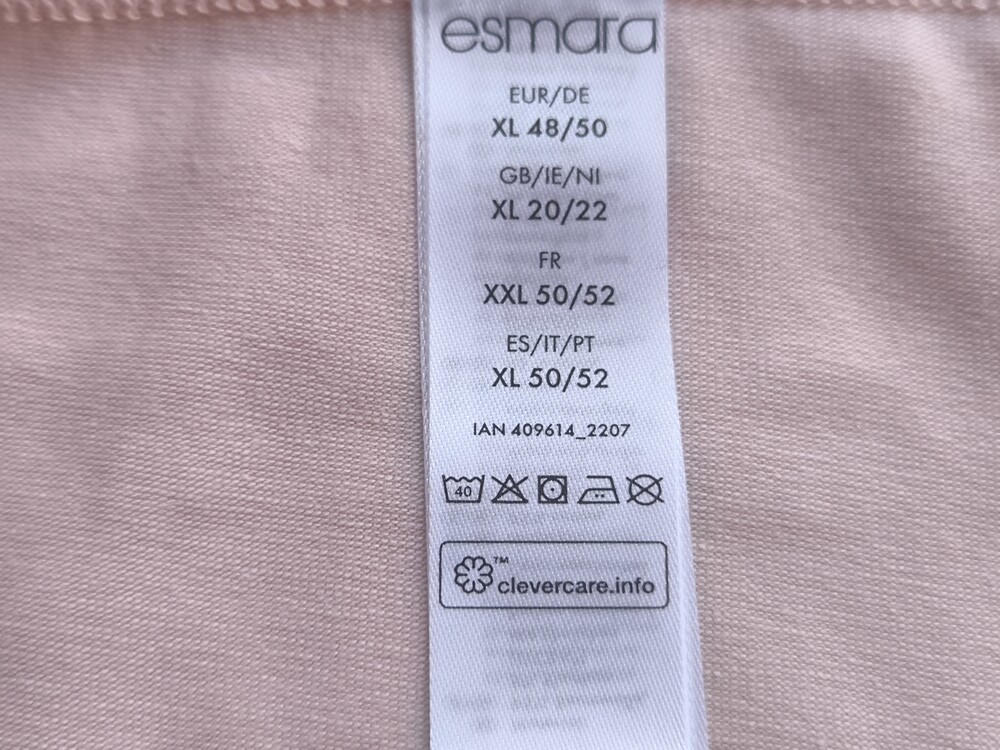 esmara
EUR/DE
XL 48/50
GB/IE/NI
XL 20/22
FR
XXL 50/52
ES/IT/PT
XL 50/52
IAN 409614_2207
40
™
clevercare.info